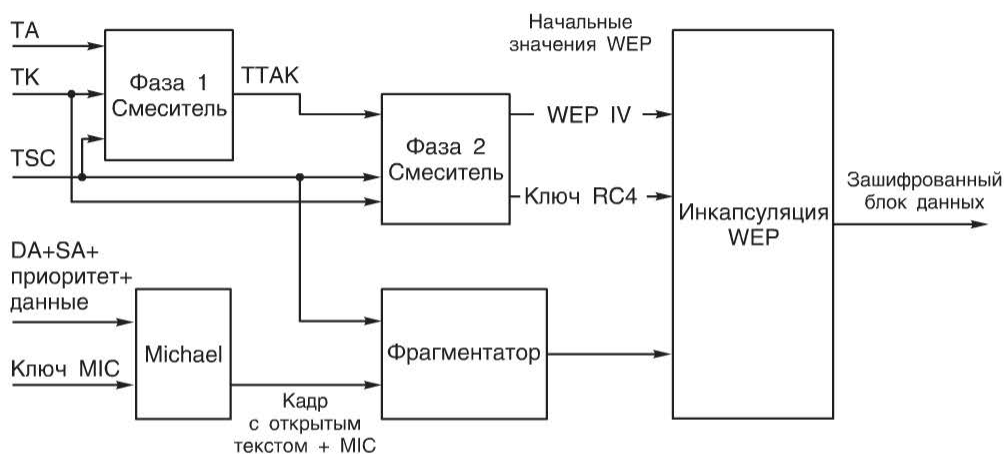 TA
TK
TSC
Фаза 1
Смеситель
TTAK
Начальные
значения WEP
Фаза 2
Смеситель
WEP IV
Ключ RC4
Инкапсуляция
WEP
Зашифрованный
блок данных
DA+SA+
приоритет+
данные
Ключ MIC
Michael
Кадр
с открытым
текстом + MIC
Фрагментатор